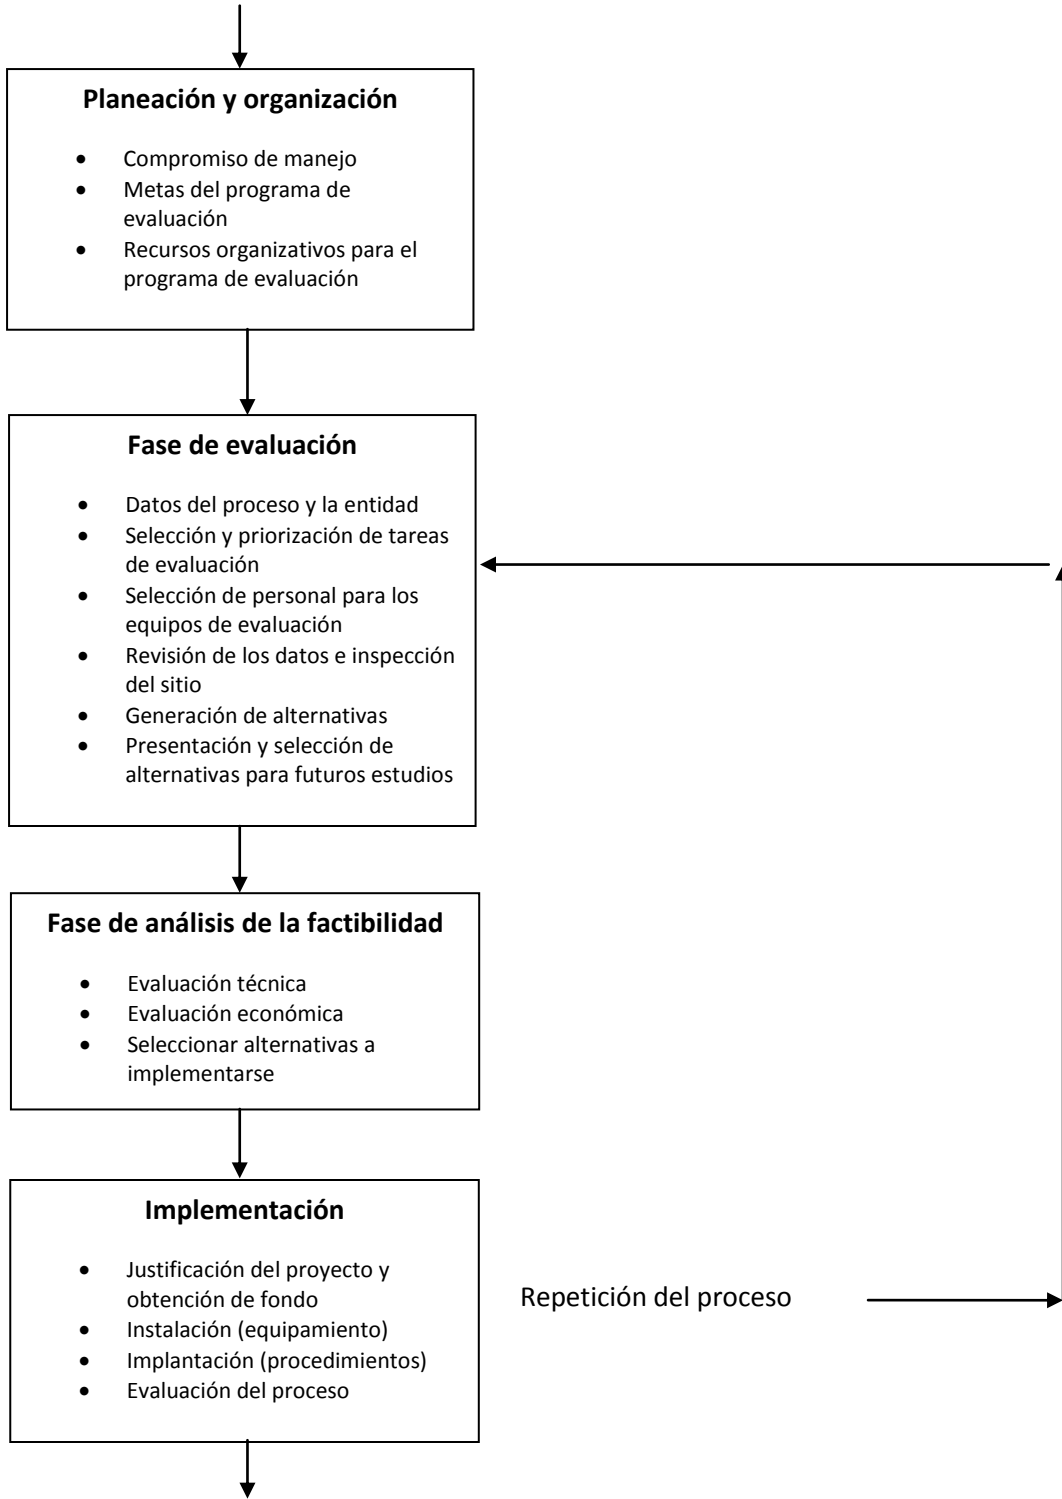 Planeación y organización
• Compromiso de manejo
• Metas del programa de
evaluación
• Recursos organizativos para el
programa de evaluación
Fase de evaluación
• Datos del proceso y la entidad
• Selección y priorización de tareas
de evaluación
• Selección de personal para los
equipos de evaluación
• Revisión de los datos e inspección
del sitio
• Generación de alternativas
• Presentación y selección de
alternativas para futuros estudios
Fase de análisis de la factibilidad
• Evaluación técnica
• Evaluación económica
• Seleccionar alternativas a
implementarse
Implementación
• Justificación del proyecto y
obtención de fondo
• Instalación (equipamiento)
• Implantación (procedimientos)
• Evaluación del proceso
Repetición del proceso